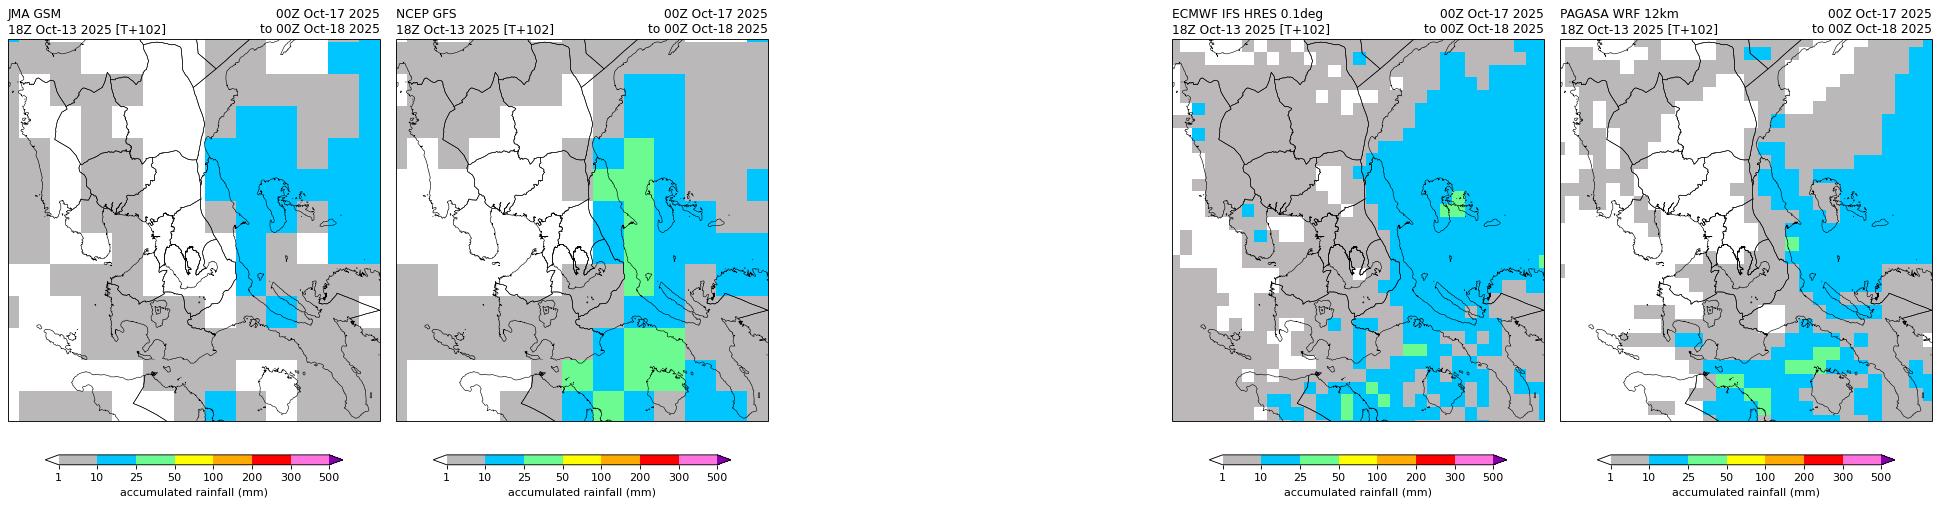 JMA GSM 00Z Oct-17 2025
18Z Oct-13 2025 [T+102] to 00Z Oct-18 2025
NCEP GFS 00Z Oct-17 2025
18Z Oct-13 2025 [T+102] to 00Z Oct-18 2025
ECMWF IFS HRES 0.1deg 00Z Oct-17 2025
18Z Oct-13 2025 [T+102] to 00Z Oct-18 2025
PAGASA WRF 12km 00Z Oct-17 2025
18Z Oct-13 2025 [T+102] to 00Z Oct-18 2025
1 10 25 50 100 200 300 500
accumulated rainfall (mm)
1 10 25 50 100 200 300 500
accumulated rainfall (mm)
1 10 25 50 100 200 300 500
accumulated rainfall (mm)
1 10 25 50 100 200 300 500
accumulated rainfall (mm)